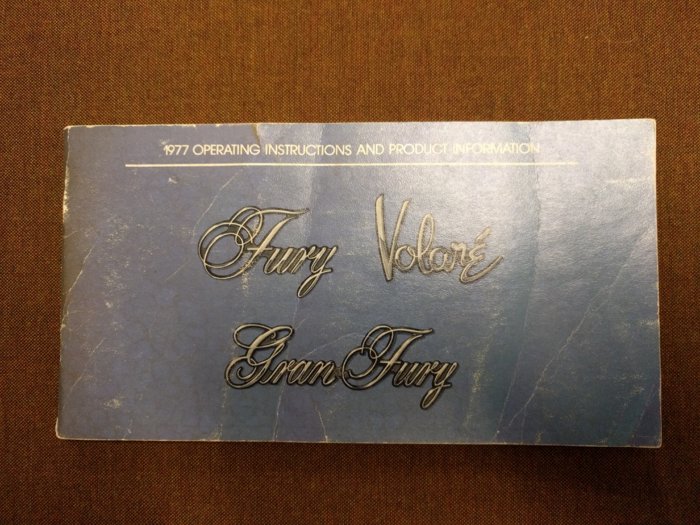 1977 OPERATING INSTRUCTIONS AND PRODUCT INFORMATION
Fury Volaré
Gran Fury